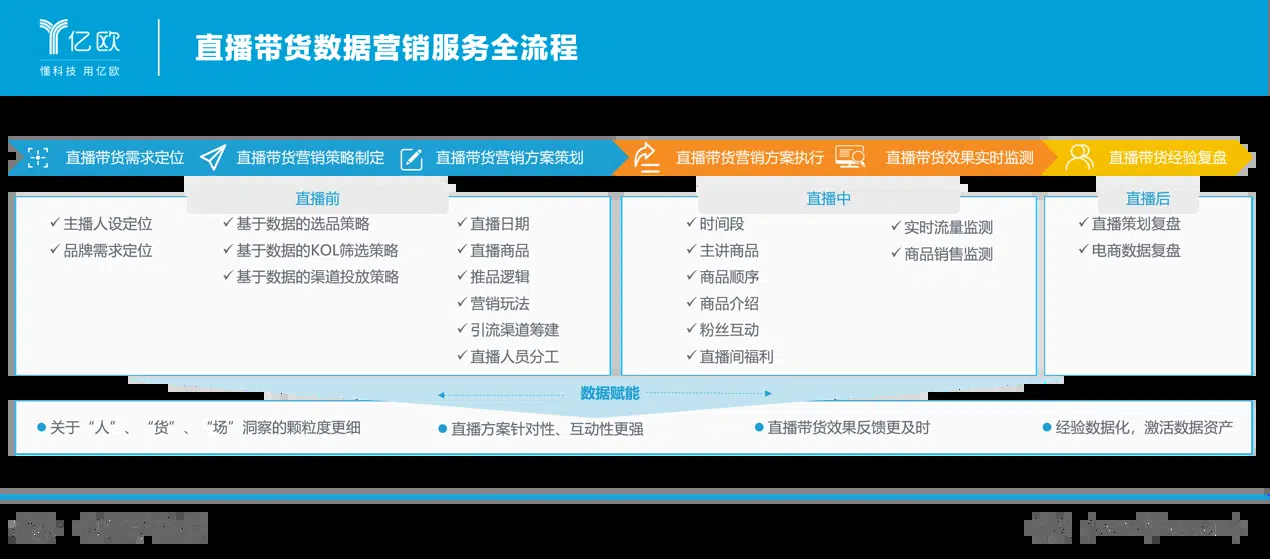 亿欧
懂科技 用亿欧
直播带货数据营销服务全流程
直播带货需求定位
直播带货营销策略制定
直播带货营销方案策划
直播带货营销方案执行
直播带货效果实时监测
直播带货经验复盘
直播前
主播人设定位
品牌需求定位
基于数据的选品策略
基于数据的KOL筛选策略
基于数据的渠道投放策略
直播日期
直播商品
推品逻辑
营销玩法
引流渠道筹建
直播人员分工
直播中
时间段
主讲商品
商品顺序
商品介绍
粉丝互动
直播间福利
实时流量监测
商品销售监测
直播后
直播策划复盘
电商数据复盘
数据赋能
关于“人”、“货”、“场”洞察的颗粒度更细
直播方案针对性、互动性更强
直播带货效果反馈更及时
经验数据化，激活数据资产